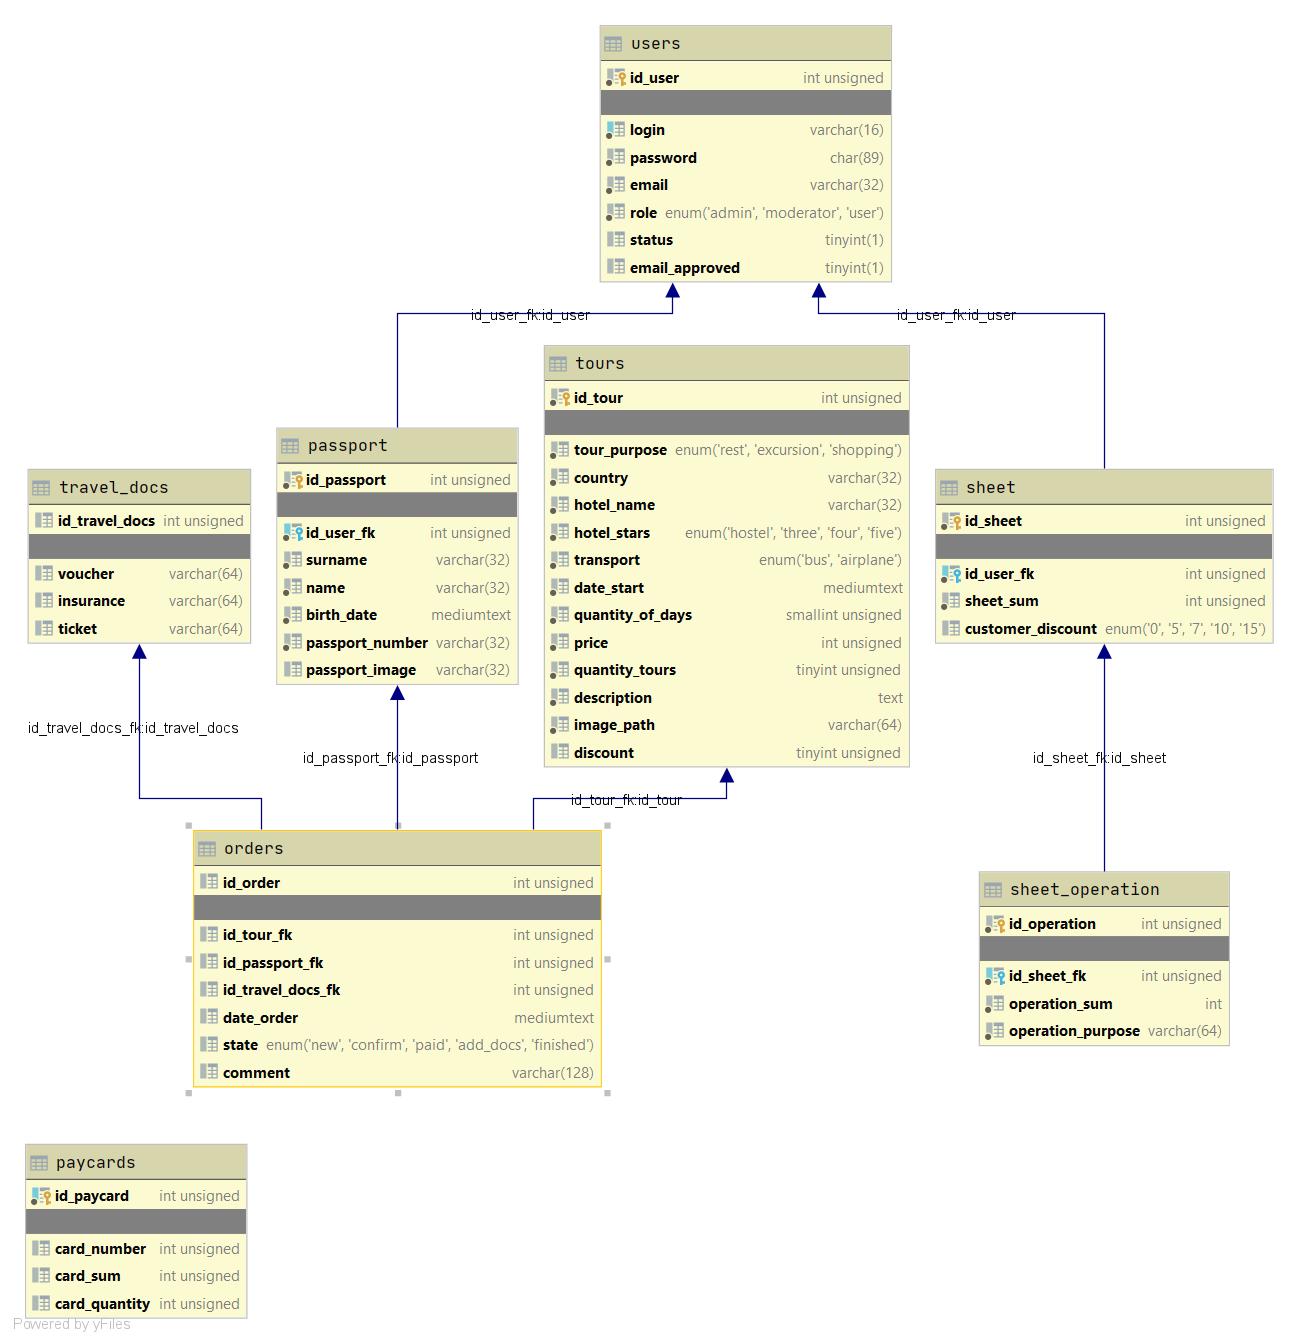 users
id_user int unsigned
login varchar(16)
password char(89)
email varchar(32)
role enum('admin', 'moderator', 'user')
status tinyint(1)
email_approved tinyint(1)
id_user_fk:id_user
id_user_fk:id_user
tours
id_tour int unsigned
tour_purpose enum('rest', 'excursion', 'shopping')
country varchar(32)
hotel_name varchar(32)
hotel_stars enum('hostel', 'three', 'four', 'five')
transport enum('bus', 'airplane')
date_start mediumtext
quantity_of_days smallint unsigned
price int unsigned
quantity_tours tinyint unsigned
description text
image_path varchar(64)
discount tinyint unsigned
passport
id_passport int unsigned
id_user_fk int unsigned
surname varchar(32)
name varchar(32)
birth_date mediumtext
passport_number varchar(32)
passport_image varchar(32)
travel_docs
id_travel_docs int unsigned
voucher varchar(64)
insurance varchar(64)
ticket varchar(64)
sheet
id_sheet int unsigned
id_user_fk int unsigned
sheet_sum int unsigned
customer_discount enum('0', '5', '7', '10', '15')
id_travel_docs_fk:id_travel_docs
id_passport_fk:id_passport
id_tour_fk:id_tour
id_sheet_fk:id_sheet
orders
id_order int unsigned
id_tour_fk int unsigned
id_passport_fk int unsigned
id_travel_docs_fk int unsigned
date_order mediumtext
state enum('new', 'confirm', 'paid', 'add_docs', 'finished')
comment varchar(128)
sheet_operation
id_operation int unsigned
id_sheet_fk int unsigned
operation_sum int
operation_purpose varchar(64)
paycards
id_paycard int unsigned
card_number int unsigned
card_sum int unsigned
card_quantity int unsigned
Powered by yFiles